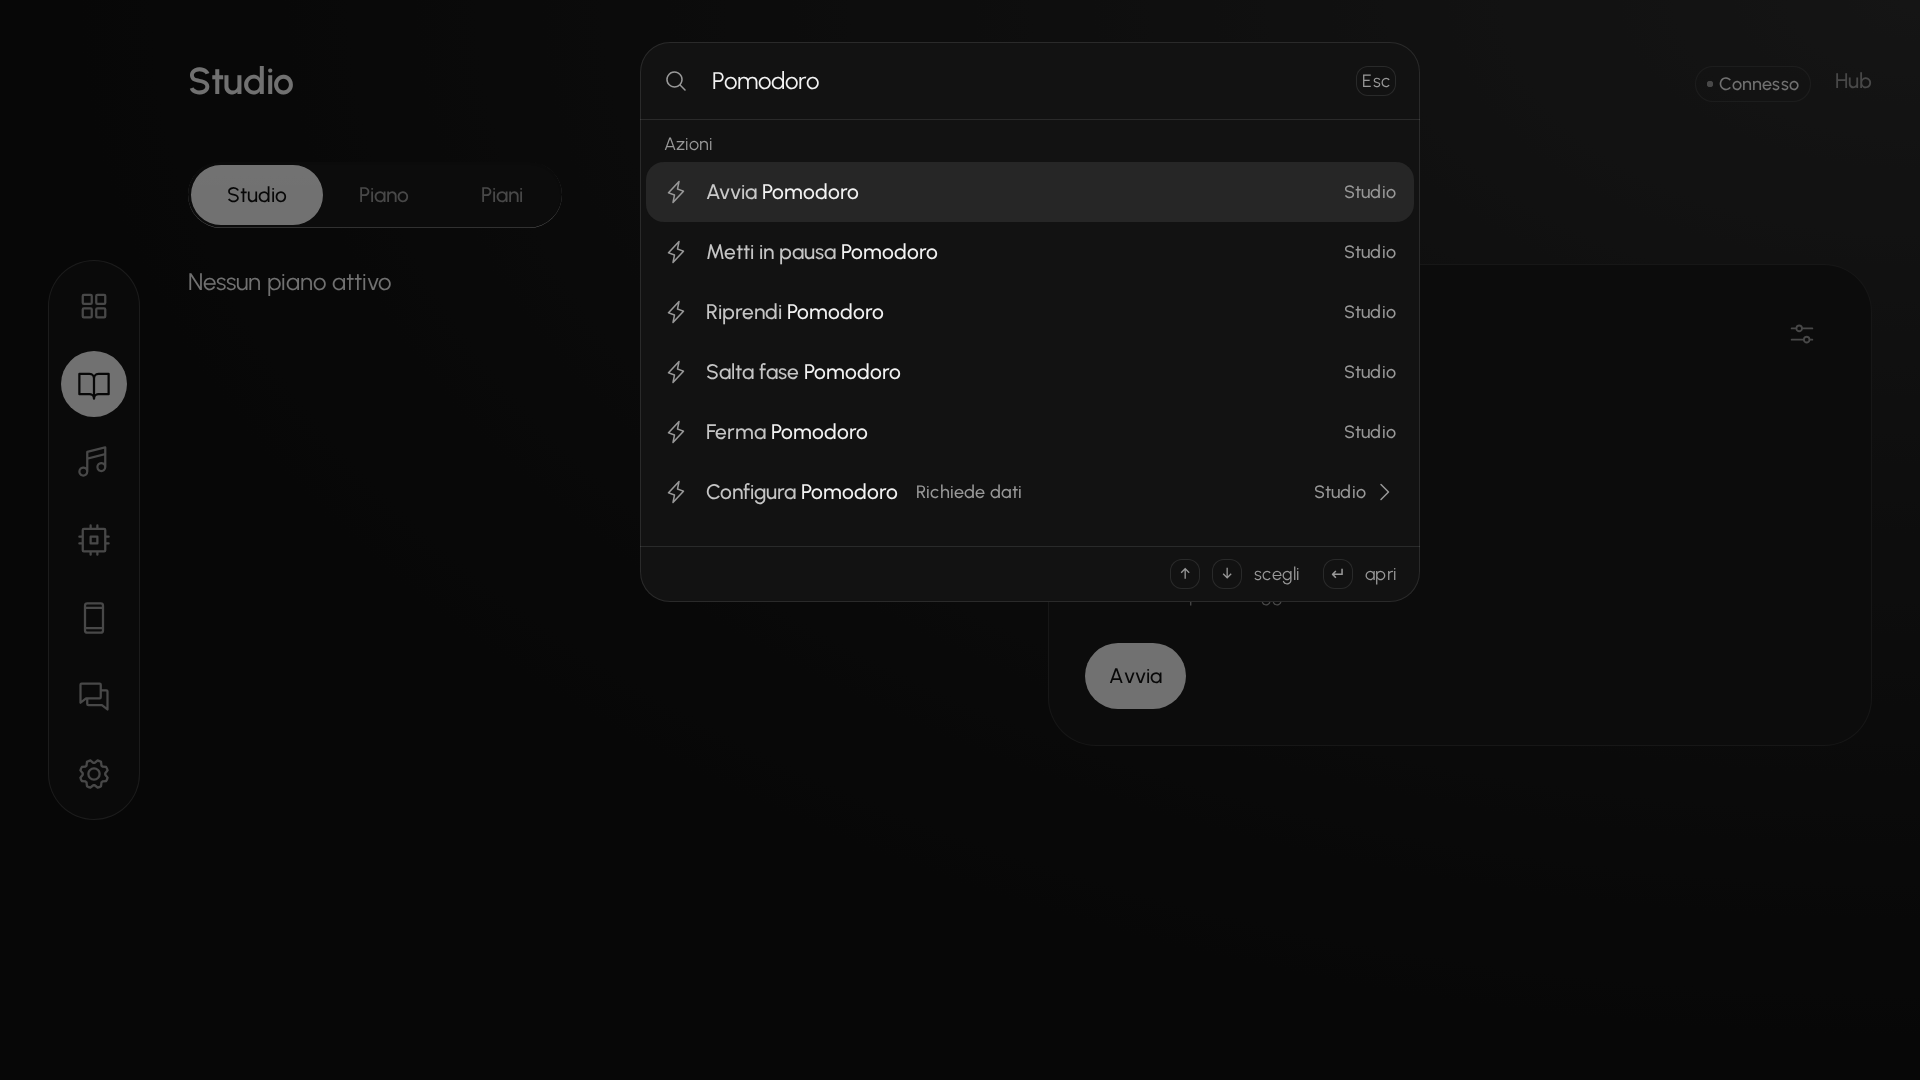 Studio
Pomodoro
Esc
Connesso
Hub
Azioni
Studio
Piano
Piani
Avvia Pomodoro
Studio
Metti in pausa Pomodoro
Studio
Nessun piano attivo
Riprendi Pomodoro
Studio
Salta fase Pomodoro
Studio
Ferma Pomodoro
Studio
Configura Pomodoro
Richiede dati
Studio
scegli
apri
Avvia